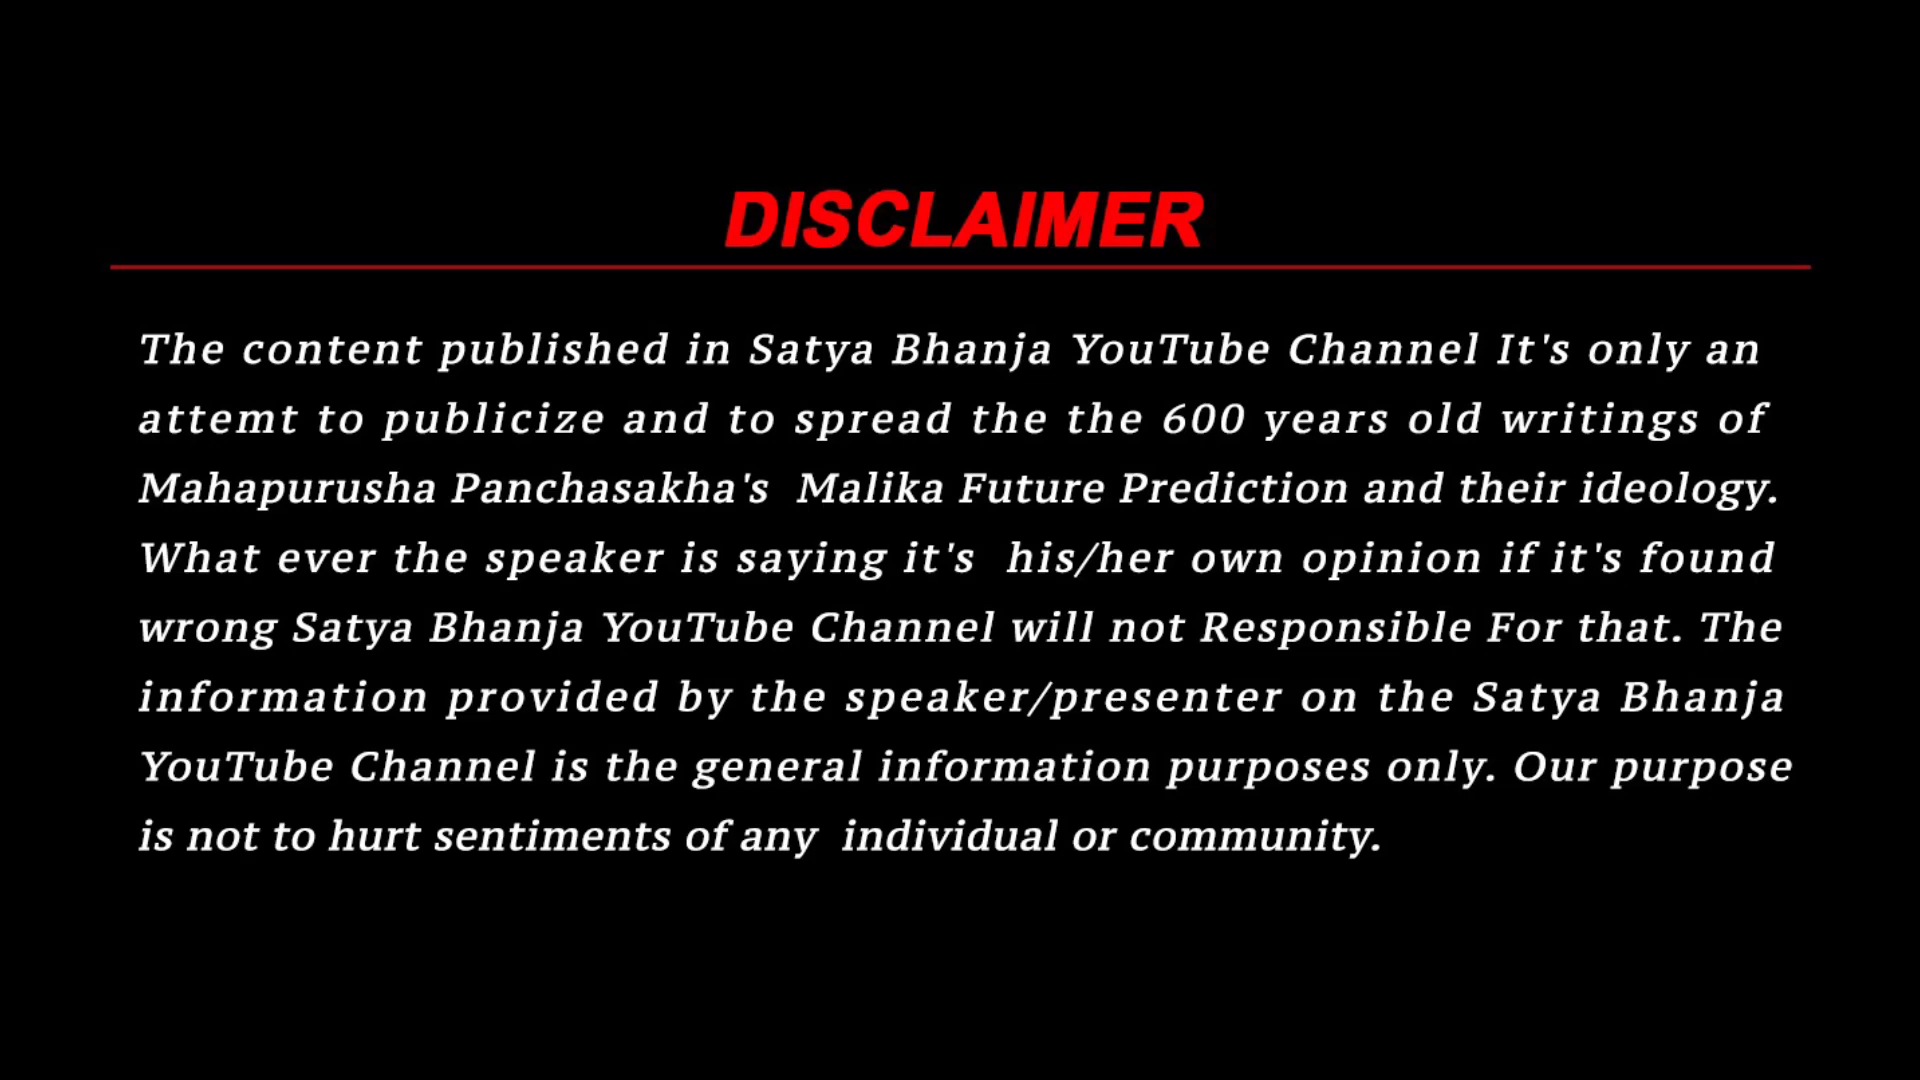 DISCLAIMER
The content published in Satya Bhanja YouTube Channel It's only an
attemt to publicize and to spread the the 600 years old writings of
Mahapurusha Panchasakha's  Malika Future Prediction and their ideology.
What ever the speaker is saying it's  his/her own opinion if it's found
wrong Satya Bhanja YouTube Channel will not Responsible For that. The
information provided by the speaker/presenter on the Satya Bhanja
YouTube Channel is the general information purposes only. Our purpose
is not to hurt sentiments of any  individual or community.